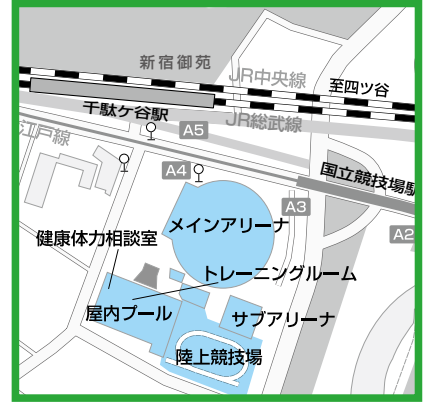 新宿御苑
JR中央線
至四ツ谷
千駄ケ谷駅
JR総武線
江戸線
A5
A4
国立競技場駅
A3
メインアリーナ
A2
健康体力相談室
トレーニングルーム
屋内プール
サブアリーナ
陸上競技場